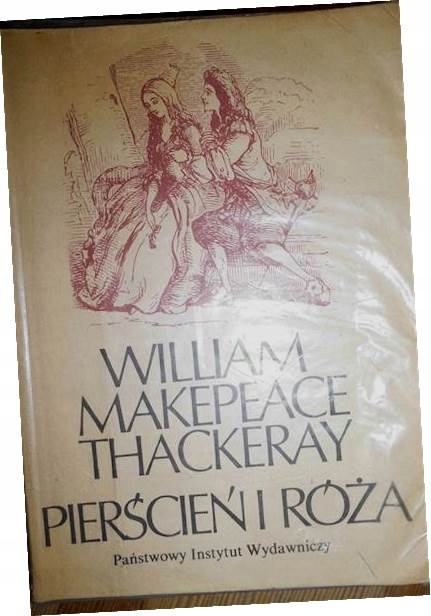 WILLIAM
MAKEPEACE
THACKERAY
PIERŚCIEŃ I RÓŻA
Państwowy Instytut Wydawniczy